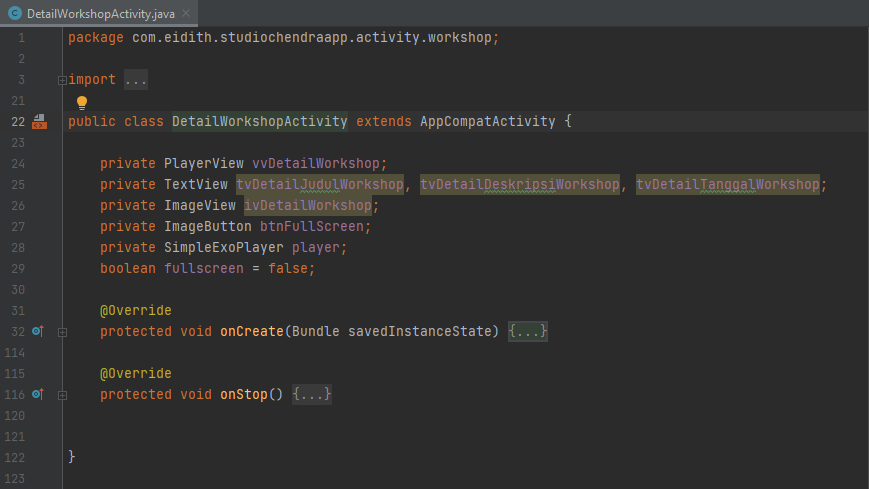 DetailWorkshopActivity.java
1 package com.eidith.studiochendraapp.activity.workshop;
2
3 import ...
21
22 public class DetailWorkshopActivity extends AppCompatActivity {
23
24 private PlayerView vvDetailWorkshop;
25 private TextView tvDetailJudulWorkshop, tvDetailDeskripsiWorkshop, tvDetailTanggalWorkshop;
26 private ImageView ivDetailWorkshop;
27 private ImageButton btnFullScreen;
28 private SimpleExoPlayer player;
29 boolean fullscreen = false;
30
31 @Override
32 protected void onCreate(Bundle savedInstanceState) {...}
114
115 @Override
116 protected void onStop() {...}
120
121
122 }
123